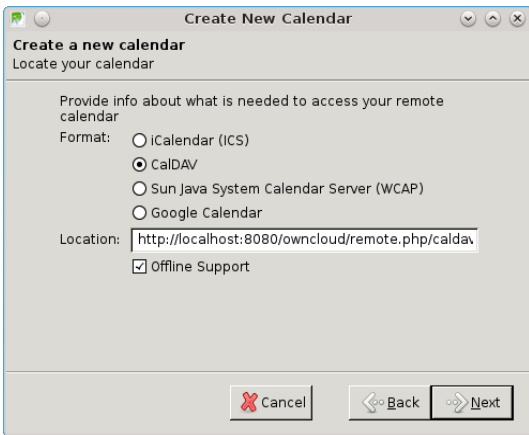 Create New Calendar
Create a new calendar
Locate your calendar
Provide info about what is needed to access your remote
calendar
Format:
iCalendar (ICS)
CalDAV
Sun Java System Calendar Server (WCAP)
Google Calendar
Location: http://localhost:8080/owncloud/remote.php/caldav
Offline Support
Cancel
Back
Next